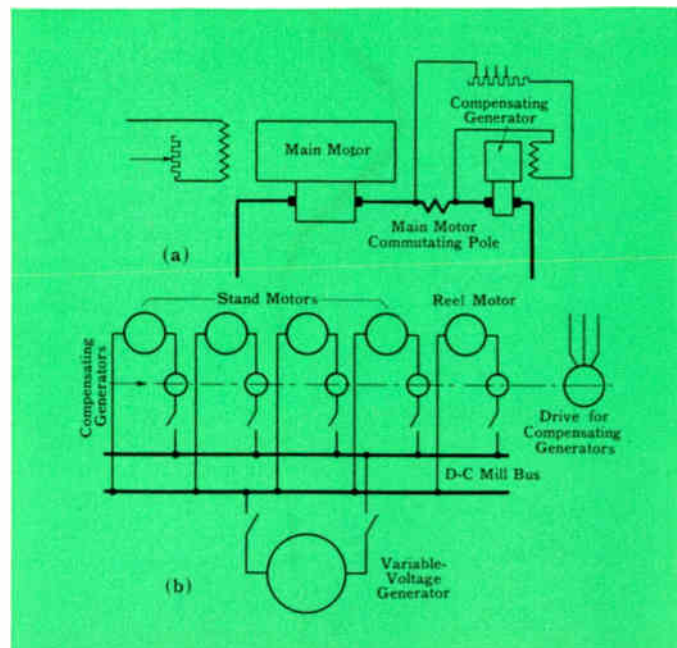 Compensating
Generator
Main Motor
Main Motor
Commutating Pole
(a)
Stand Motors
Reel Motor
Compensating
Generators
Drive for
Compensating
Generators
D-C Mill Bus
Variable-
Voltage
Generator
(b)